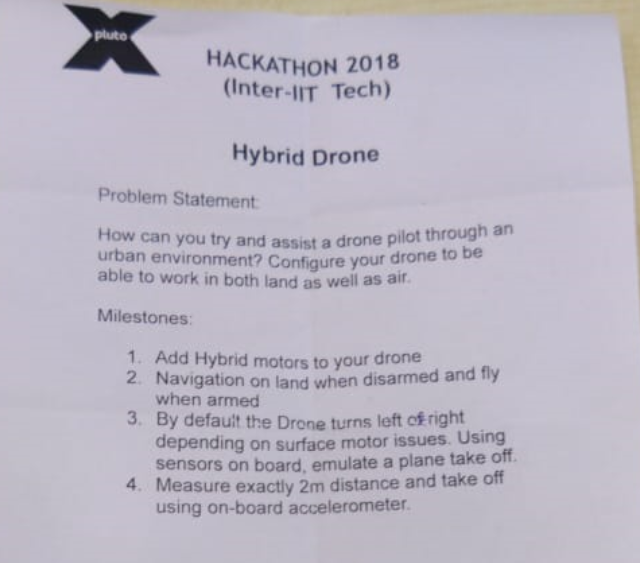 pluto
X
HACKATHON 2018
(Inter-IIT Tech)
Hybrid Drone
Problem Statement:
How can you try and assist a drone pilot through an
urban environment? Configure your drone to be
able to work in both land as well as air.
Milestones:
1. Add Hybrid motors to your drone
2. Navigation on land when disarmed and fly
when armed
3. By default the Drone turns left or right
depending on surface motor issues. Using
sensors on board, emulate a plane take off.
4. Measure exactly 2m distance and take off
using on-board accelerometer.